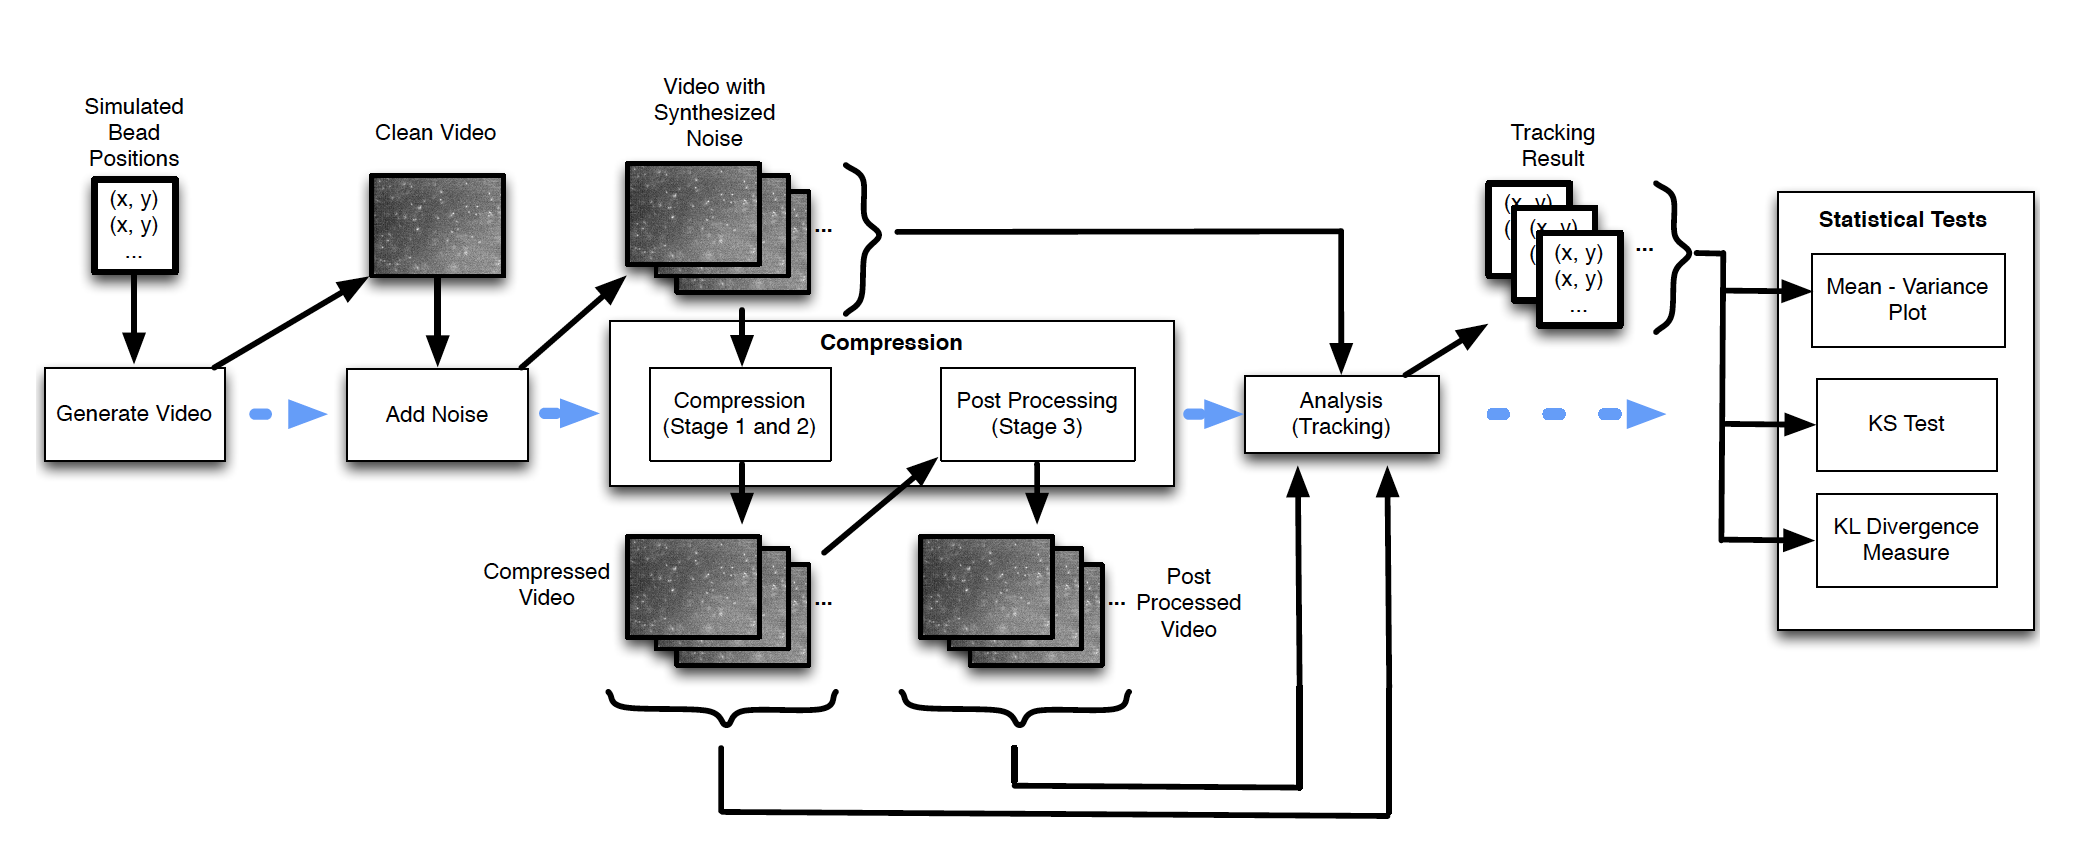 Simulated
Bead
Positions
(x, y)
(x, y)
...
Generate Video
Clean Video
Add Noise
Video with
Synthesized
Noise
...
Compression
Compression
(Stage 1 and 2)
Post Processing
(Stage 3)
Compressed
Video
...
...
Post
Processed
Video
Analysis
(Tracking)
Tracking
Result
(x, y)
(
(x, y)
(
(x, y)
(x, y)
...
...
Statistical Tests
Mean - Variance
Plot
KS Test
KL Divergence
Measure